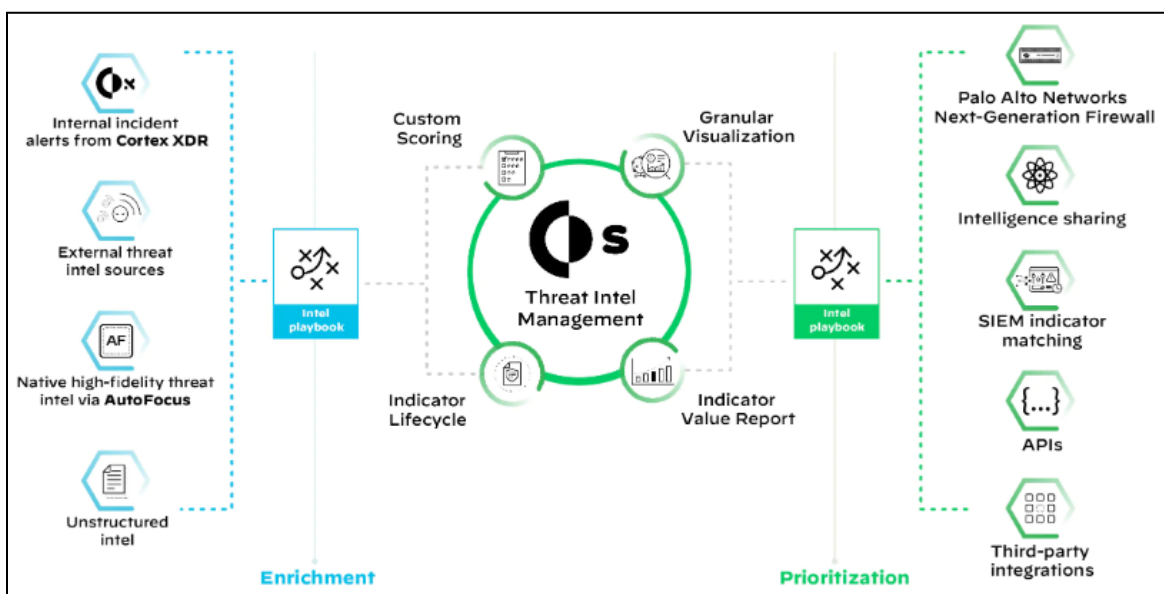 Internal incident
alerts from Cortex XDR
External threat
intel sources
AF
Native high-fidelity threat
intel via AutoFocus
Unstructured
intel
Intel
playbook
Enrichment
Custom
Scoring
Granular
Visualization
s
Threat Intel
Management
Indicator
Lifecycle
Indicator
Value Report
Intel
playbook
Prioritization
Palo Alto Networks
Next-Generation Firewall
Intelligence sharing
SIEM indicator
matching
{...}
APIs
Third-party
integrations